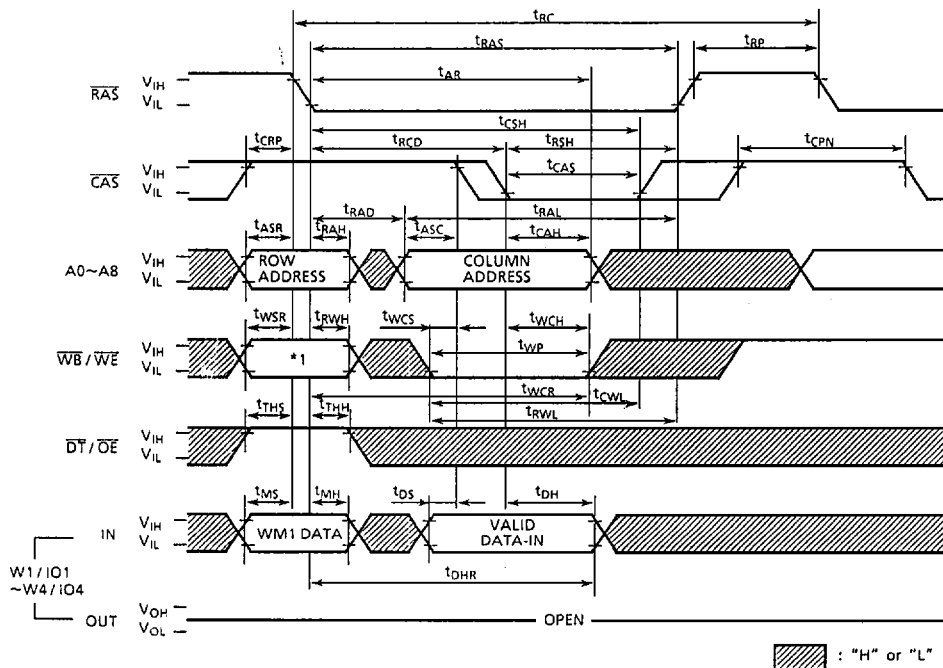 tRC
tRAS tRP
tAR
RAS VIH
VIL
tCSH
tCRP tRCD tRSH tCPN
tCAS
CAS VIH
VIL
tRAD tRAL
tASR tRAH tASC tCAH
A0~A8 VIH
VIL
ROW
ADDRESS
COLUMN
ADDRESS
tWSR tRWH tWCS tWCH
tWP
WB/WE VIH
VIL
*1
tWCR
tCWL
tRWL
tTHS tTHH
DT/OE VIH
VIL
tMS tMH tDS tDH
IN VIH
VIL
WM1 DATA
VALID
DATA-IN
tDHR
W1/IO1
~W4/IO4
OUT VOH
VOL
OPEN
: "H" or "L"